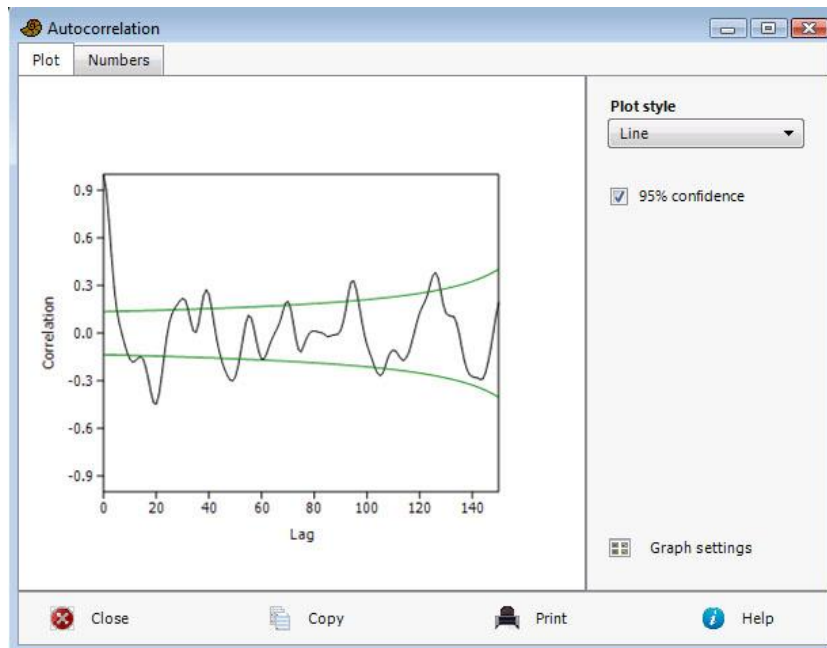 Autocorrelation
Plot Numbers
Plot style
Line
95% confidence
0.9
0.6
0.3
0.0
-0.3
-0.6
-0.9
Correlation
0 20 40 60 80 100 120 140
Lag
Graph settings
Close Copy Print Help